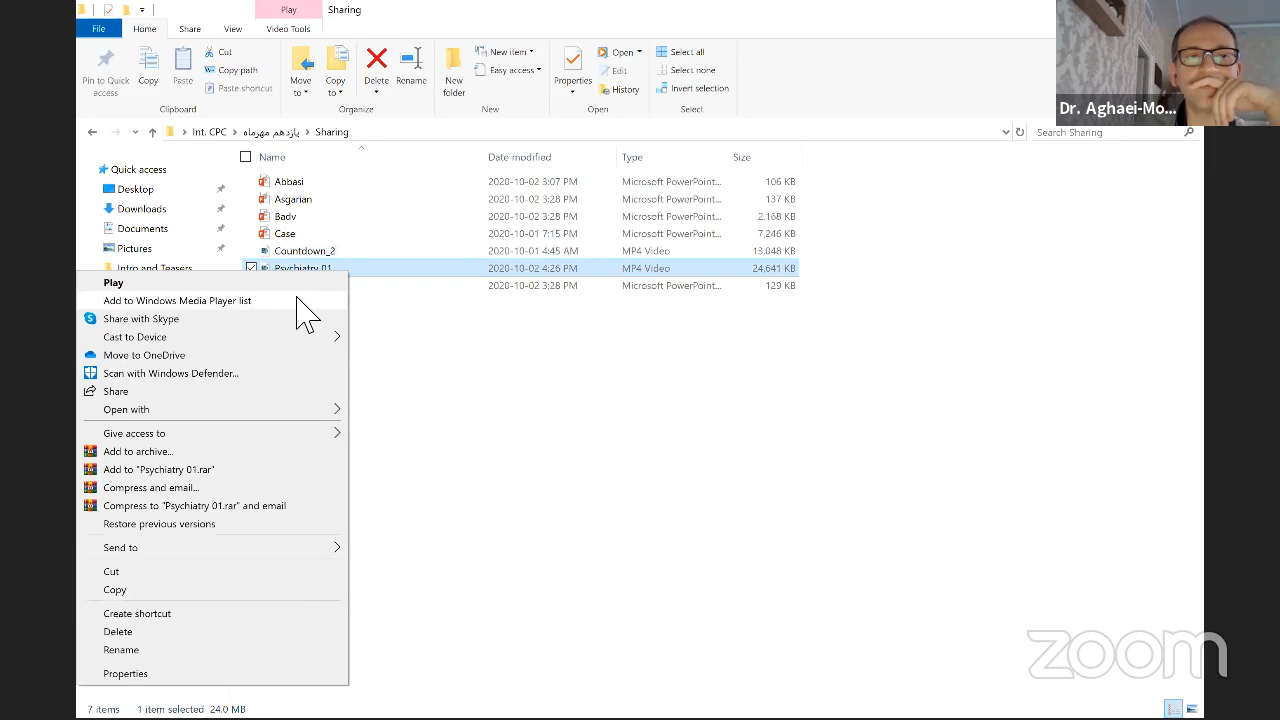 Play
Sharing
File
Home
Share
View
Video Tools
Pin to Quick
access
Copy
Paste
Cut
Copy path
Paste shortcut
Clipboard
Move
to
Copy
to
Delete
Rename
Organize
New
folder
New item
Easy access
New
Properties
Open
Edit
History
Open
Select all
Select none
Invert selection
Select
Dr. Aghaei-Mo...
Int. CPC
یازدهم مهرماه
Sharing
Search Sharing
Name
Date modified
Type
Size
Quick access
Desktop
Downloads
Documents
Pictures
Intro and Teasers
Abbasi 2020-10-02 3:07 PM Microsoft PowerPoint... 106 KB
Asgarian 2020-10-02 3:28 PM Microsoft PowerPoint... 137 KB
Badv 2020-10-02 3:28 PM Microsoft PowerPoint... 2,168 KB
Case 2020-10-01 7:15 PM Microsoft PowerPoint... 7,246 KB
Countdown_2 2020-10-01 4:45 AM MP4 Video 13,048 KB
Psychiatry 01 2020-10-02 4:26 PM MP4 Video 24,641 KB
2020-10-02 3:28 PM Microsoft PowerPoint... 129 KB
Play
Add to Windows Media Player list
Share with Skype
Cast to Device
Move to OneDrive
Scan with Windows Defender...
Share
Open with
Give access to
Add to archive...
Add to "Psychiatry 01.rar"
Compress and email...
Compress to "Psychiatry 01.rar" and email
Restore previous versions
Send to
Cut
Copy
Create shortcut
Delete
Rename
Properties
zoom
7 items 1 item selected 24.0 MB